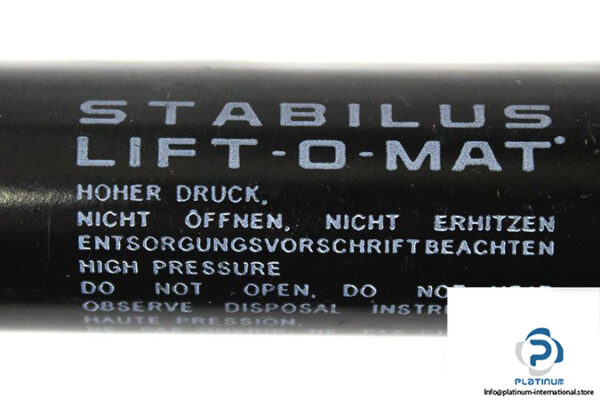 STABILUS
LIFT-O-MAT®
HOHER DRUCK.
NICHT ÖFFNEN, NICHT ERHITZEN
ENTSORGUNGSVORSCHRIFT BEACHTEN
HIGH PRESSURE
DO NOT OPEN. DO NOT
OBSERVE DISPOSAL
HAUTE PRESSION.
PLATINUM
Info@platinum-international.store